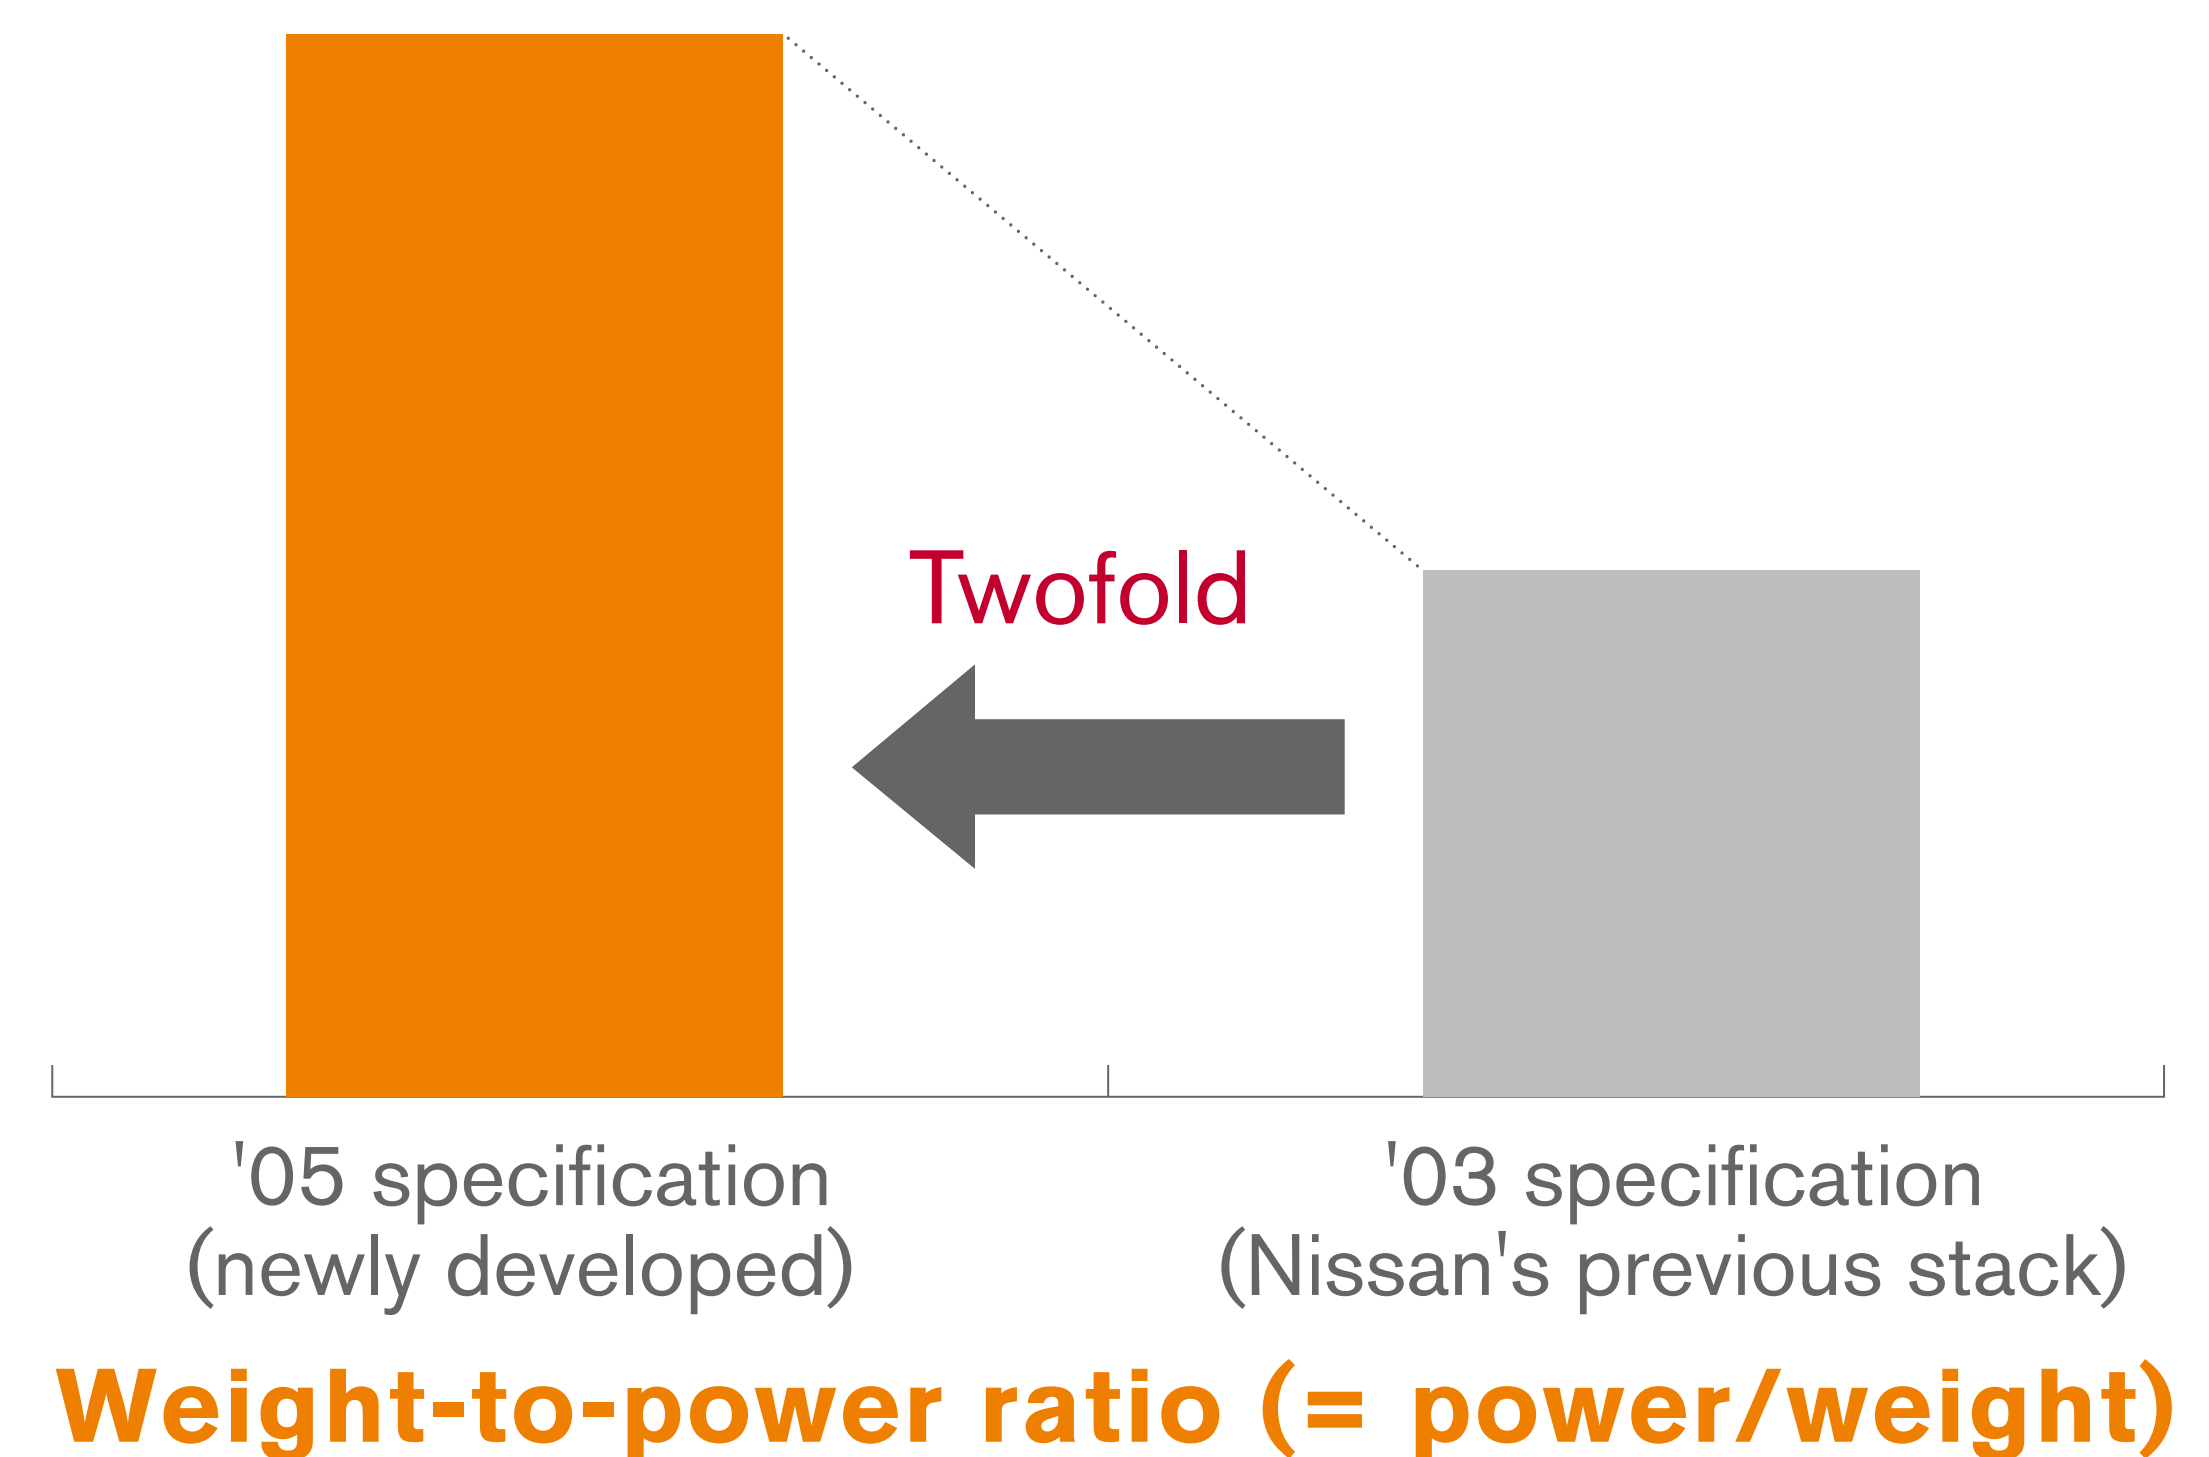 Twofold
'05 specification
(newly developed)
'03 specification
(Nissan's previous stack)
Weight-to-power ratio (= power/weight)